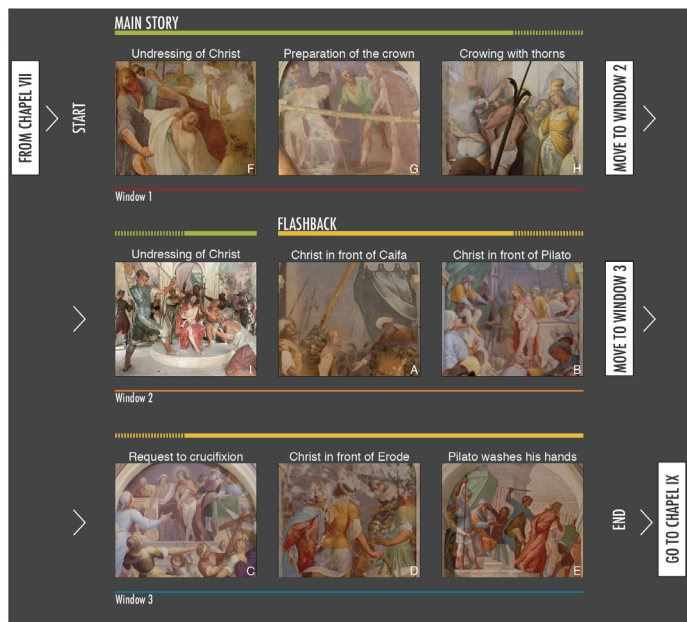 MAIN STORY
Undressing of Christ
Preparation of the crown
Crowing with thorns
FROM CHAPEL VII
START
F
G
H
MOVE TO WINDOW 2
Window 1
FLASHBACK
Undressing of Christ
Christ in front of Caifa
Christ in front of Pilato
I
A
B
MOVE TO WINDOW 3
Window 2
Request to crucifixion
Christ in front of Erode
Pilato washes his hands
C
D
E
END
GO TO CHAPEL IX
Window 3